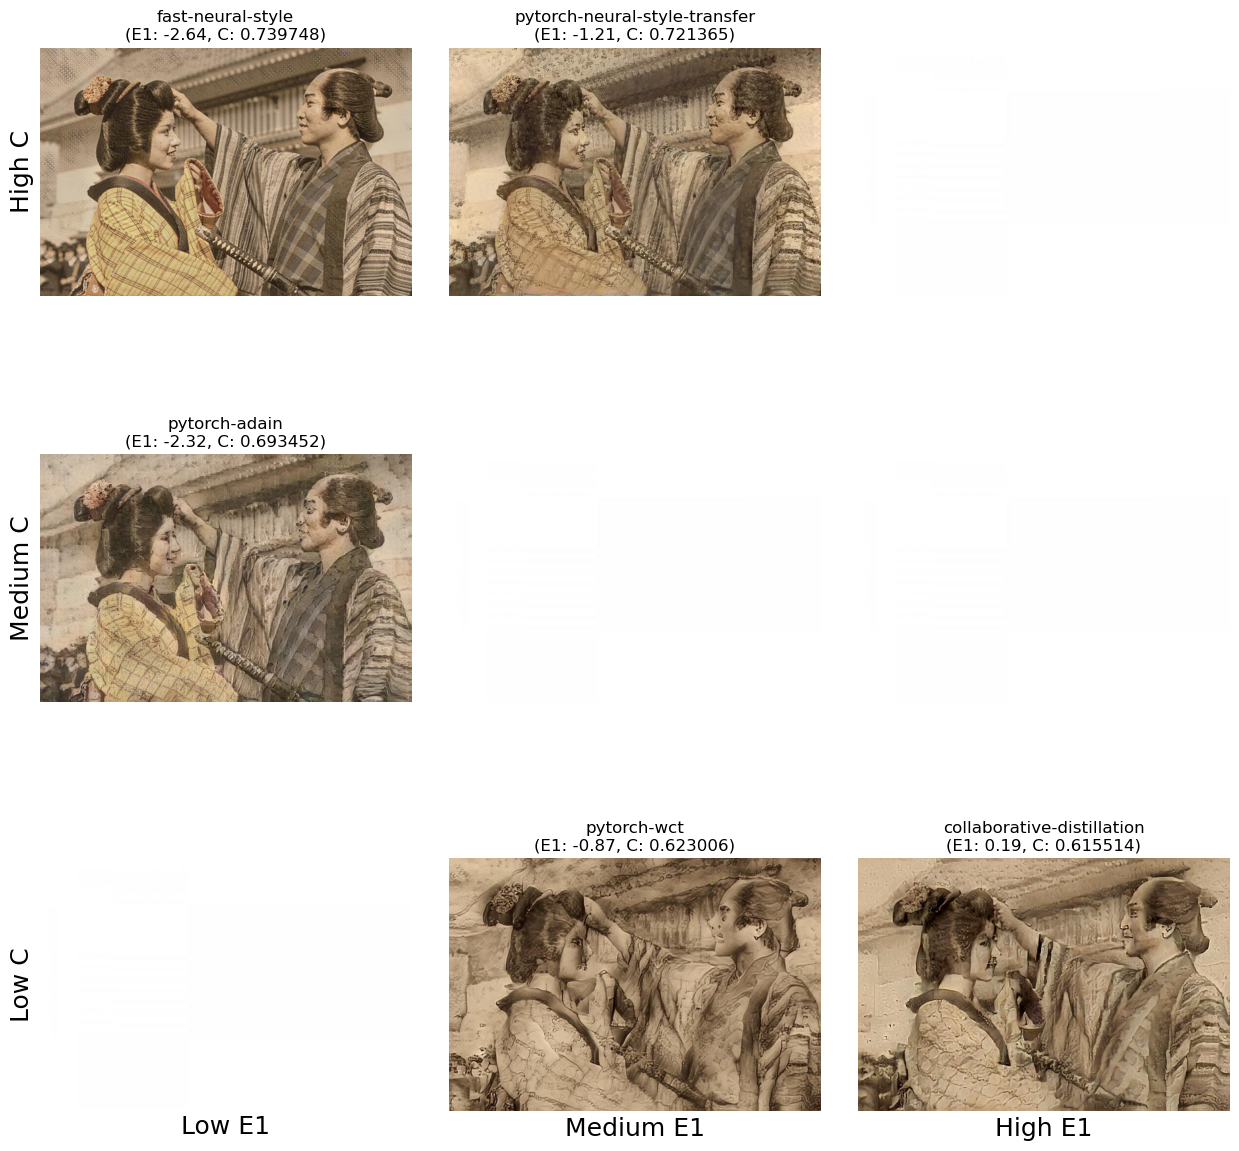 fast-neural-style
(E1: -2.64, C: 0.739748)
pytorch-neural-style-transfer
(E1: -1.21, C: 0.721365)
High C
pytorch-adain
(E1: -2.32, C: 0.693452)
Medium C
pytorch-wct
(E1: -0.87, C: 0.623006)
collaborative-distillation
(E1: 0.19, C: 0.615514)
Low C
Low E1
Medium E1
High E1